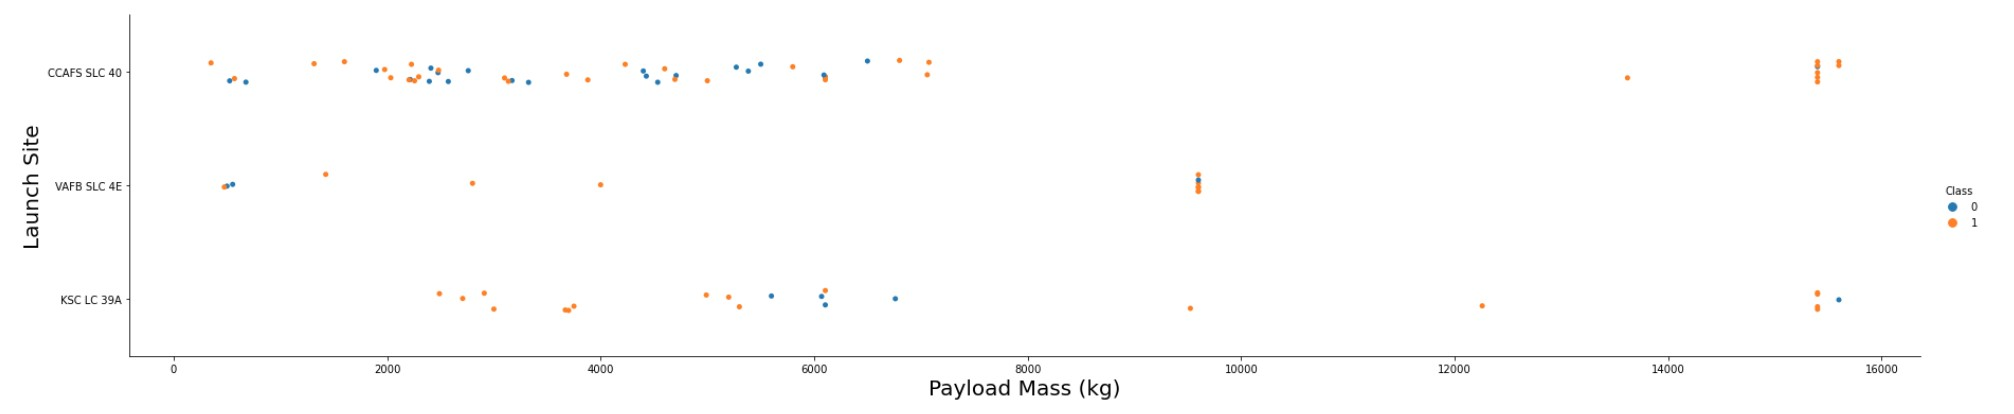 Launch Site
CCAFS SLC 40
VAFB SLC 4E
KSC LC 39A
0
2000
4000
6000
8000
10000
12000
14000
16000
Payload Mass (kg)
Class
0
1